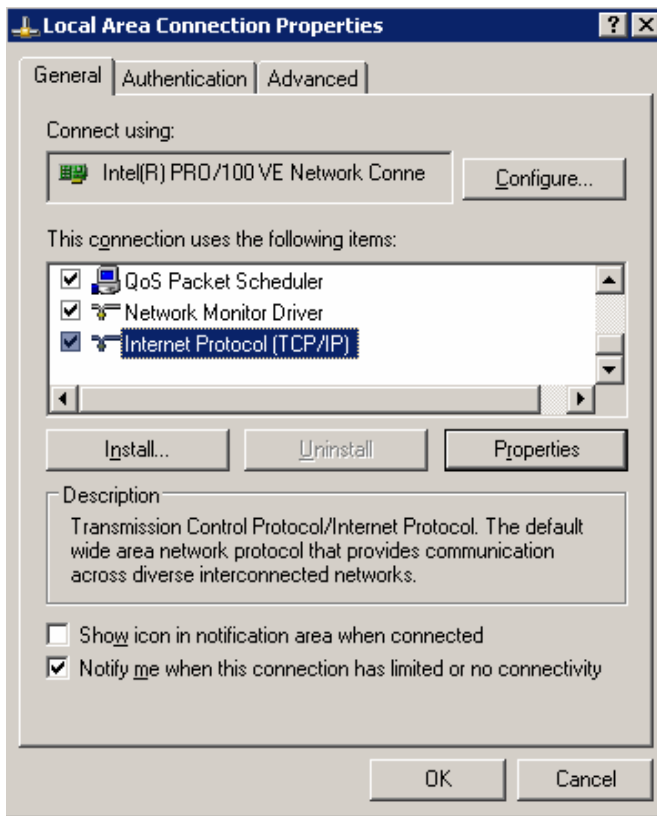 Local Area Connection Properties
General Authentication Advanced
Connect using:
Intel(R) PRO/100 VE Network Conne Configure...
This connection uses the following items:
QoS Packet Scheduler
Network Monitor Driver
Internet Protocol (TCP/IP)
Install... Uninstall Properties
Description
Transmission Control Protocol/Internet Protocol. The default
wide area network protocol that provides communication
across diverse interconnected networks.
Show icon in notification area when connected
Notify me when this connection has limited or no connectivity
OK Cancel